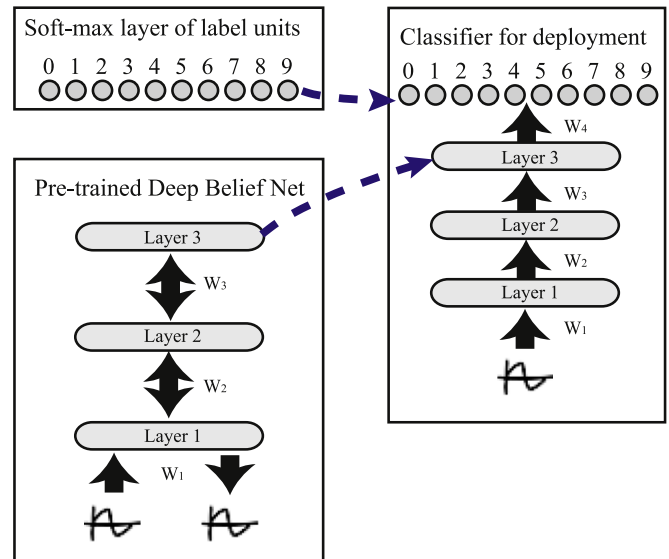 Soft-max layer of label units
0 1 2 3 4 5 6 7 8 9
Pre-trained Deep Belief Net
Layer 3
W3
Layer 2
W2
Layer 1
W1
Classifier for deployment
0 1 2 3 4 5 6 7 8 9
W4
Layer 3
W3
Layer 2
W2
Layer 1
W1